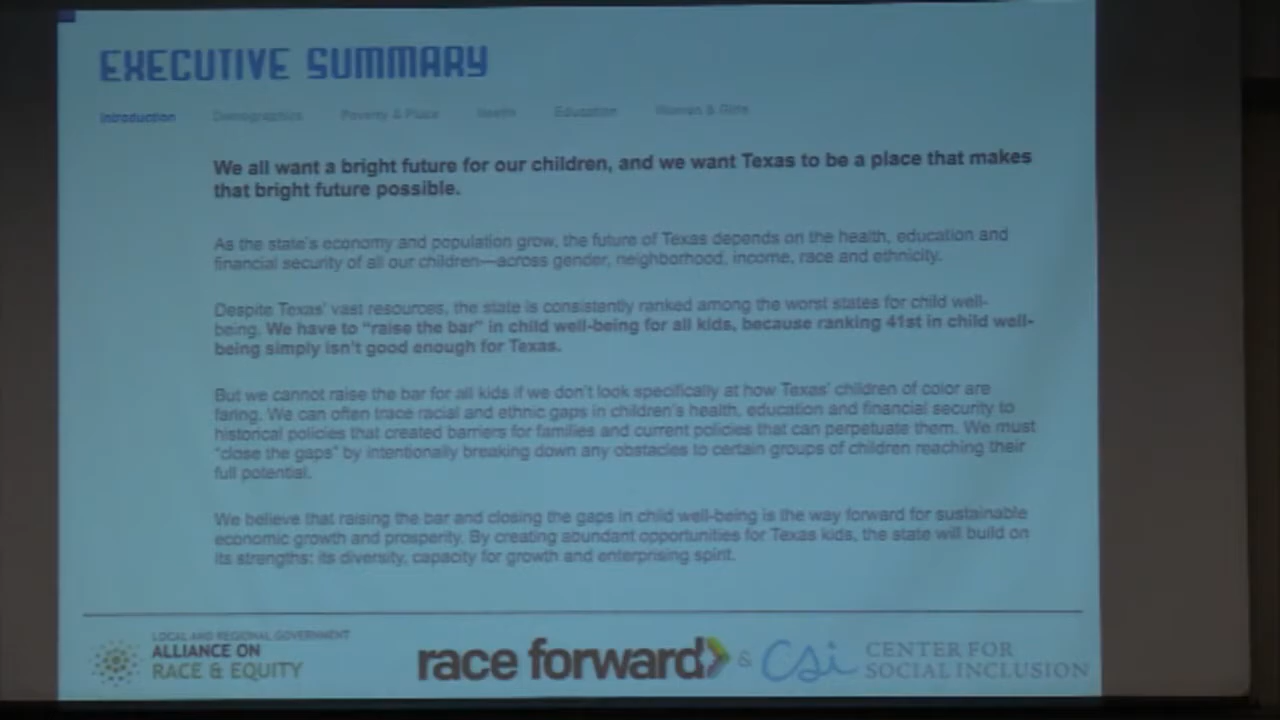 EXECUTIVE SUMMARY
Introduction Demographics Poverty & Place Health Education Women & Girls
We all want a bright future for our children, and we want Texas to be a place that makes
that bright future possible.
As the state's economy and population grow, the future of Texas depends on the health, education and
financial security of all our children—across gender, neighborhood, income, race and ethnicity.
Despite Texas' vast resources, the state is consistently ranked among the worst states for child well-
being. We have to "raise the bar" in child well-being for all kids, because ranking 41st in child well-
being simply isn't good enough for Texas.
But we cannot raise the bar for all kids if we don't look specifically at how Texas' children of color are
faring. We can often trace racial and ethnic gaps in children's health, education and financial security to
historical policies that created barriers for families and current policies that can perpetuate them. We must
"close the gaps" by intentionally breaking down any obstacles to certain groups of children reaching their
full potential.
We believe that raising the bar and closing the gaps in child well-being is the way forward for sustainable
economic growth and prosperity. By creating abundant opportunities for Texas kids, the state will build on
its strengths: its diversity, capacity for growth and enterprising spirit.
LOCAL AND REGIONAL GOVERNMENT
ALLIANCE ON
RACE & EQUITY
race forward & csi CENTER FOR
SOCIAL INCLUSION